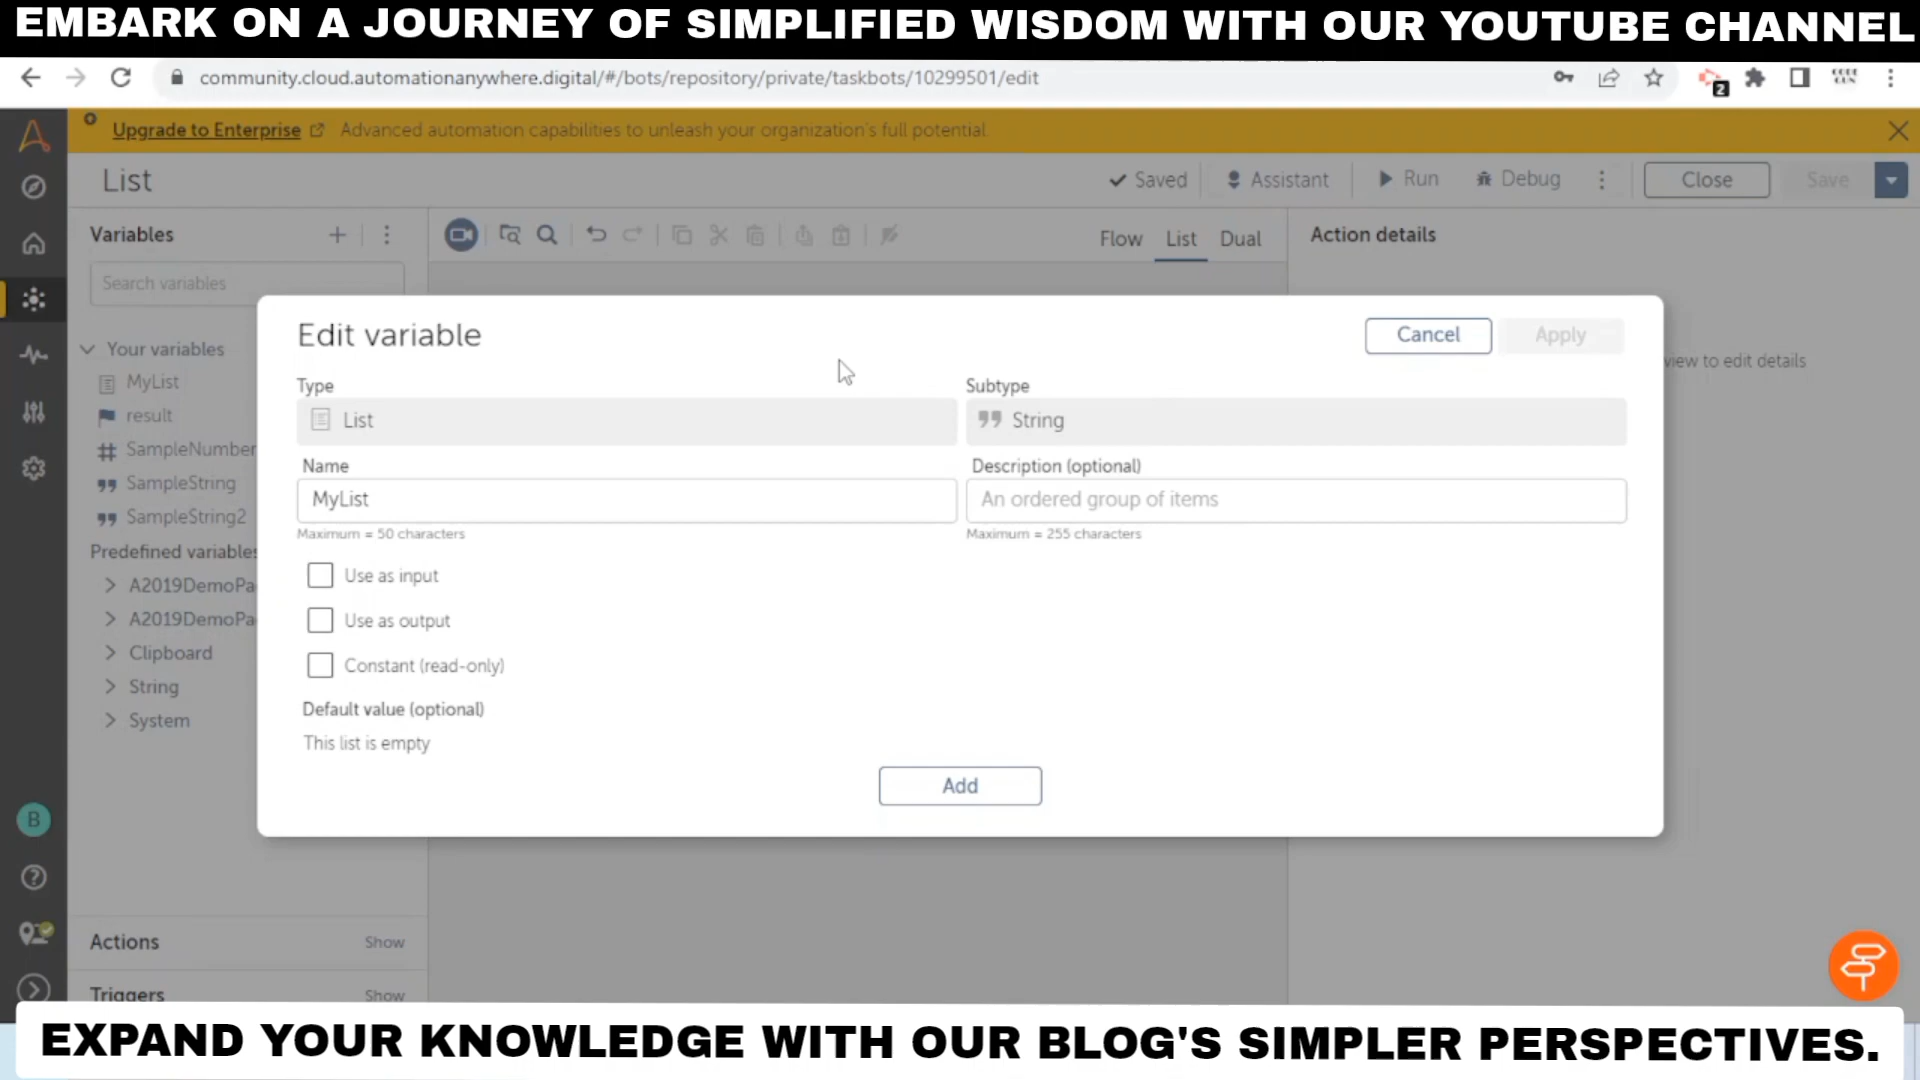 EMBARK ON A JOURNEY OF SIMPLIFIED WISDOM WITH OUR YOUTUBE CHANNEL
community.cloud.automationanywhere.digital/#/bots/repository/private/taskbots/10299501/edit
2
Upgrade to Enterprise Advanced automation capabilities to unleash your organization's full potential
List
Saved
Assistant
Run
Debug
Close
Save
Variables
Flow
List
Dual
Action details
Search variables
Edit variable
Cancel
Apply
Your variables
view to edit details
MyList
result
SampleNumber
SampleString
SampleString2
Predefined variables
A2019DemoPa
A2019DemoPa
Clipboard
String
System
Type
List
Subtype
String
Name
MyList
Maximum = 50 characters
Description (optional)
An ordered group of items
Maximum = 255 characters
Use as input
Use as output
Constant (read-only)
Default value (optional)
This list is empty
Add
B
Actions
Show
Triggers
Show
EXPAND YOUR KNOWLEDGE WITH OUR BLOG'S SIMPLER PERSPECTIVES.